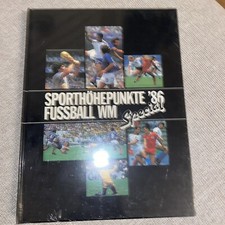 SPORTHÖHEPUNKTE '86
FUSSBALL WM
Special